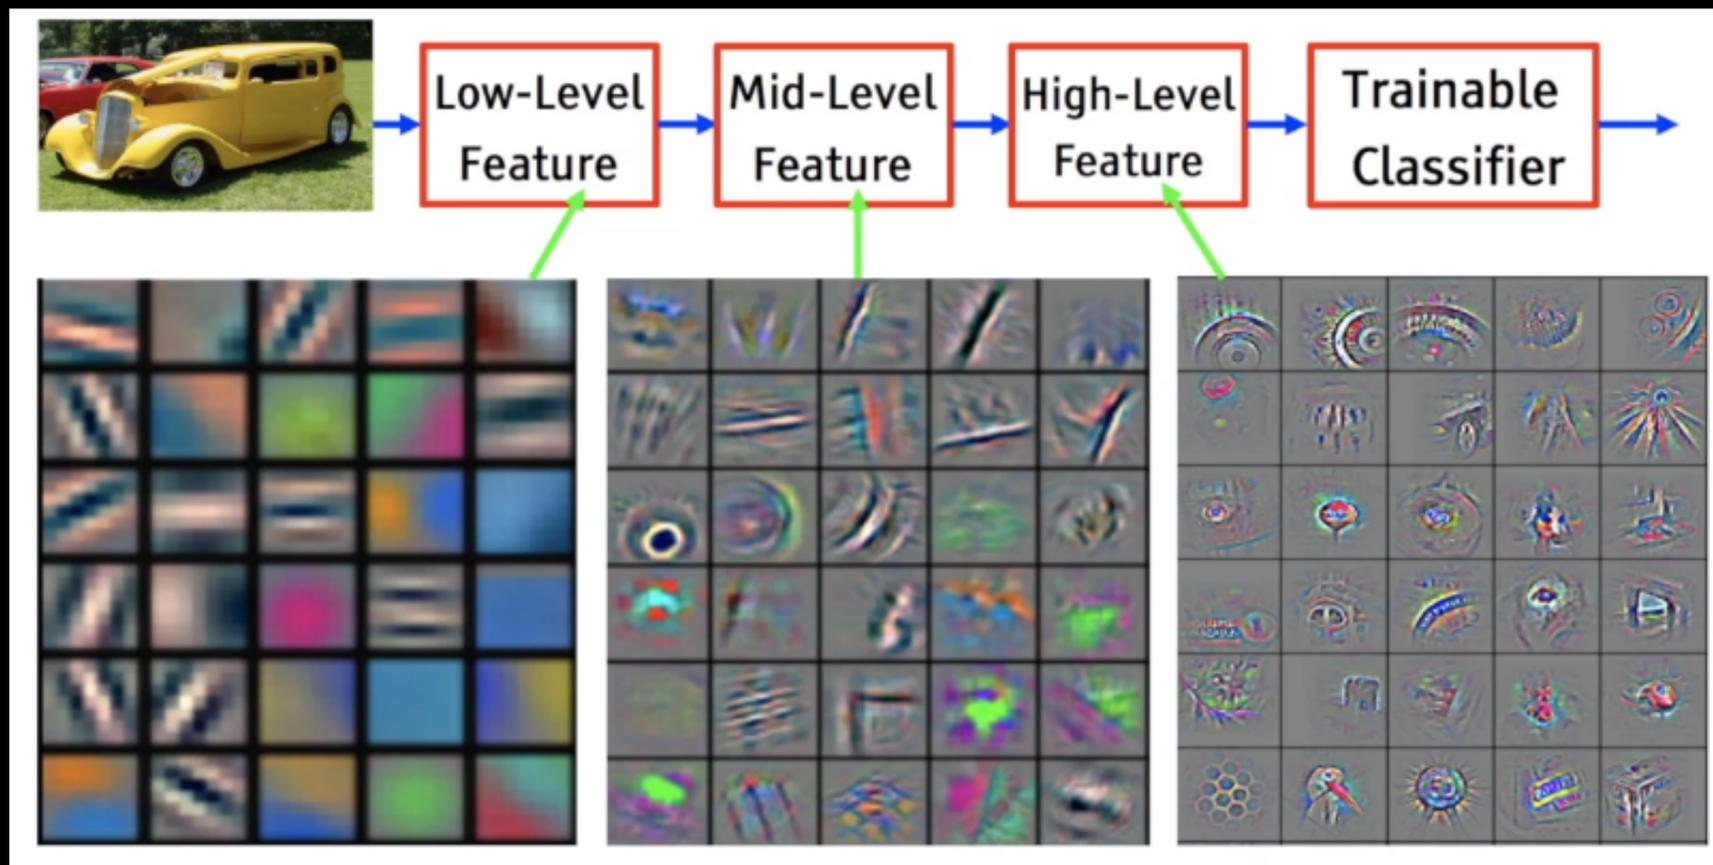 Low-Level
Feature
Mid-Level
Feature
High-Level
Feature
Trainable
Classifier